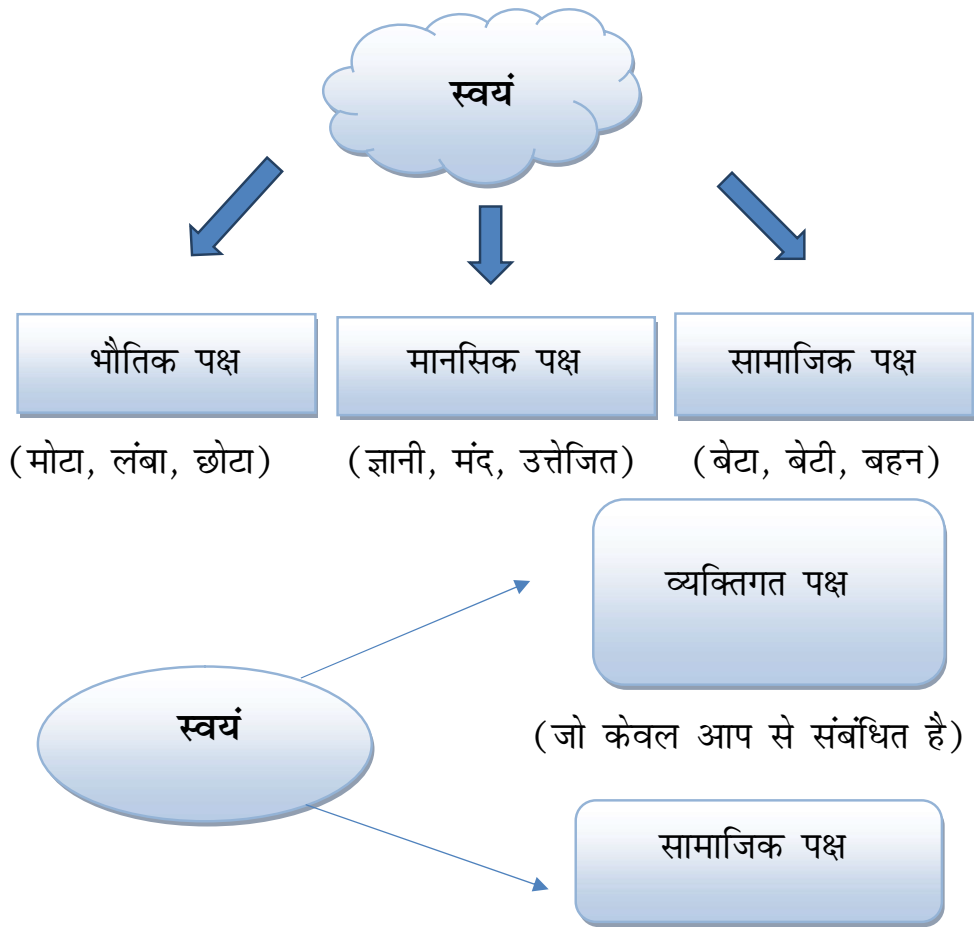 स्वयं
भौतिक पक्ष मानसिक पक्ष सामाजिक पक्ष
(मोटा, लंबा, छोटा) (ज्ञानी, मंद, उत्तेजित) (बेटा, बेटी, बहन)
व्यक्तिगत पक्ष
स्वयं
(जो केवल आप से संबंधित है)
सामाजिक पक्ष